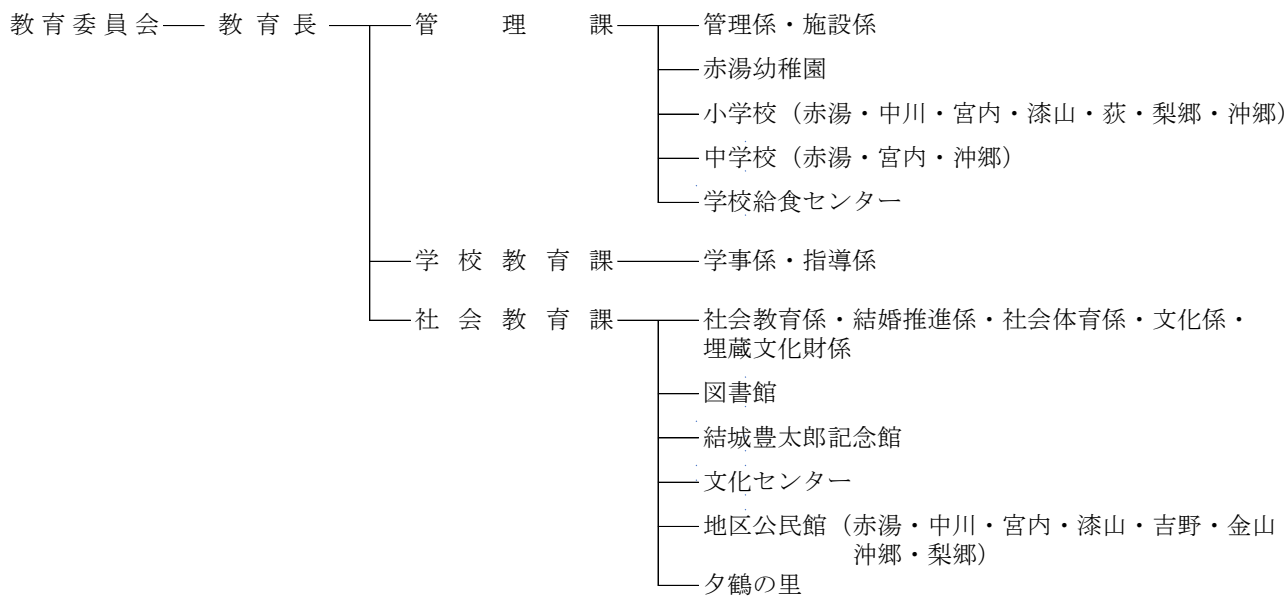 教育委員会 教育長 管理課 管理係・施設係
赤湯幼稚園
小学校（赤湯・中川・宮内・漆山・荻・梨郷・沖郷）
中学校（赤湯・宮内・沖郷）
学校給食センター
学校教育課 学事係・指導係
社会教育課 社会教育係・結婚推進係・社会体育係・文化係・
埋蔵文化財係
図書館
結城豊太郎記念館
文化センター
地区公民館（赤湯・中川・宮内・漆山・吉野・金山
沖郷・梨郷）
夕鶴の里